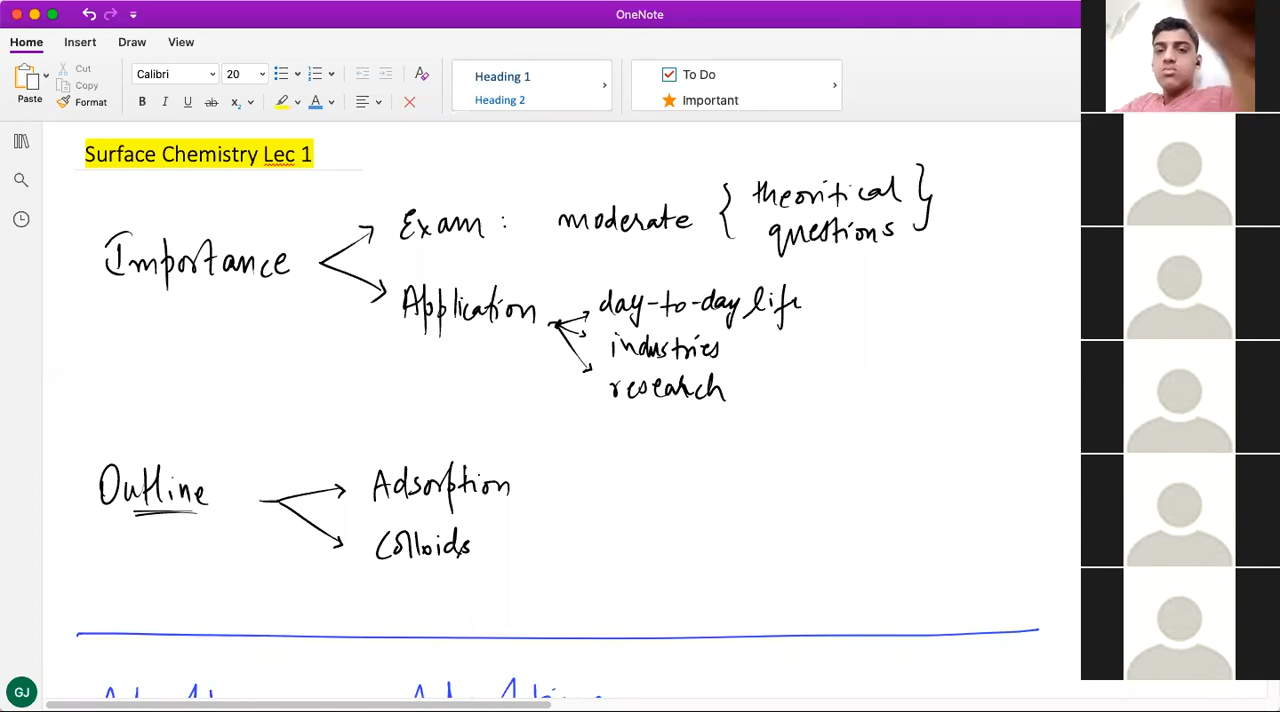 OneNote
Home Insert Draw View
Paste
Cut
Copy
Format
Calibri 20
B I U ab x₂ A
Heading 1
Heading 2
To Do
Important
Surface Chemistry Lec 1
Importance
Exam : moderate { theoritical questions }
Application
day-to-day life
industries
research
Outline
Adsorption
Colloids
GJ